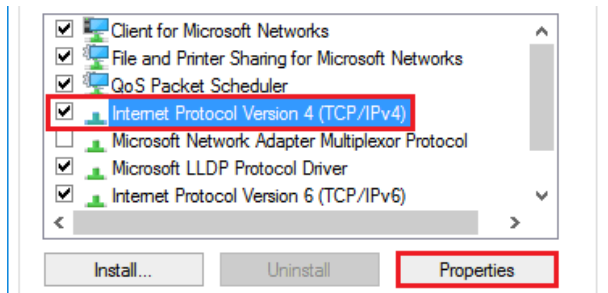 Client for Microsoft Networks
File and Printer Sharing for Microsoft Networks
QoS Packet Scheduler
Internet Protocol Version 4 (TCP/IPv4)
Microsoft Network Adapter Multiplexor Protocol
Microsoft LLDP Protocol Driver
Internet Protocol Version 6 (TCP/IPv6)
Install... Uninstall Properties